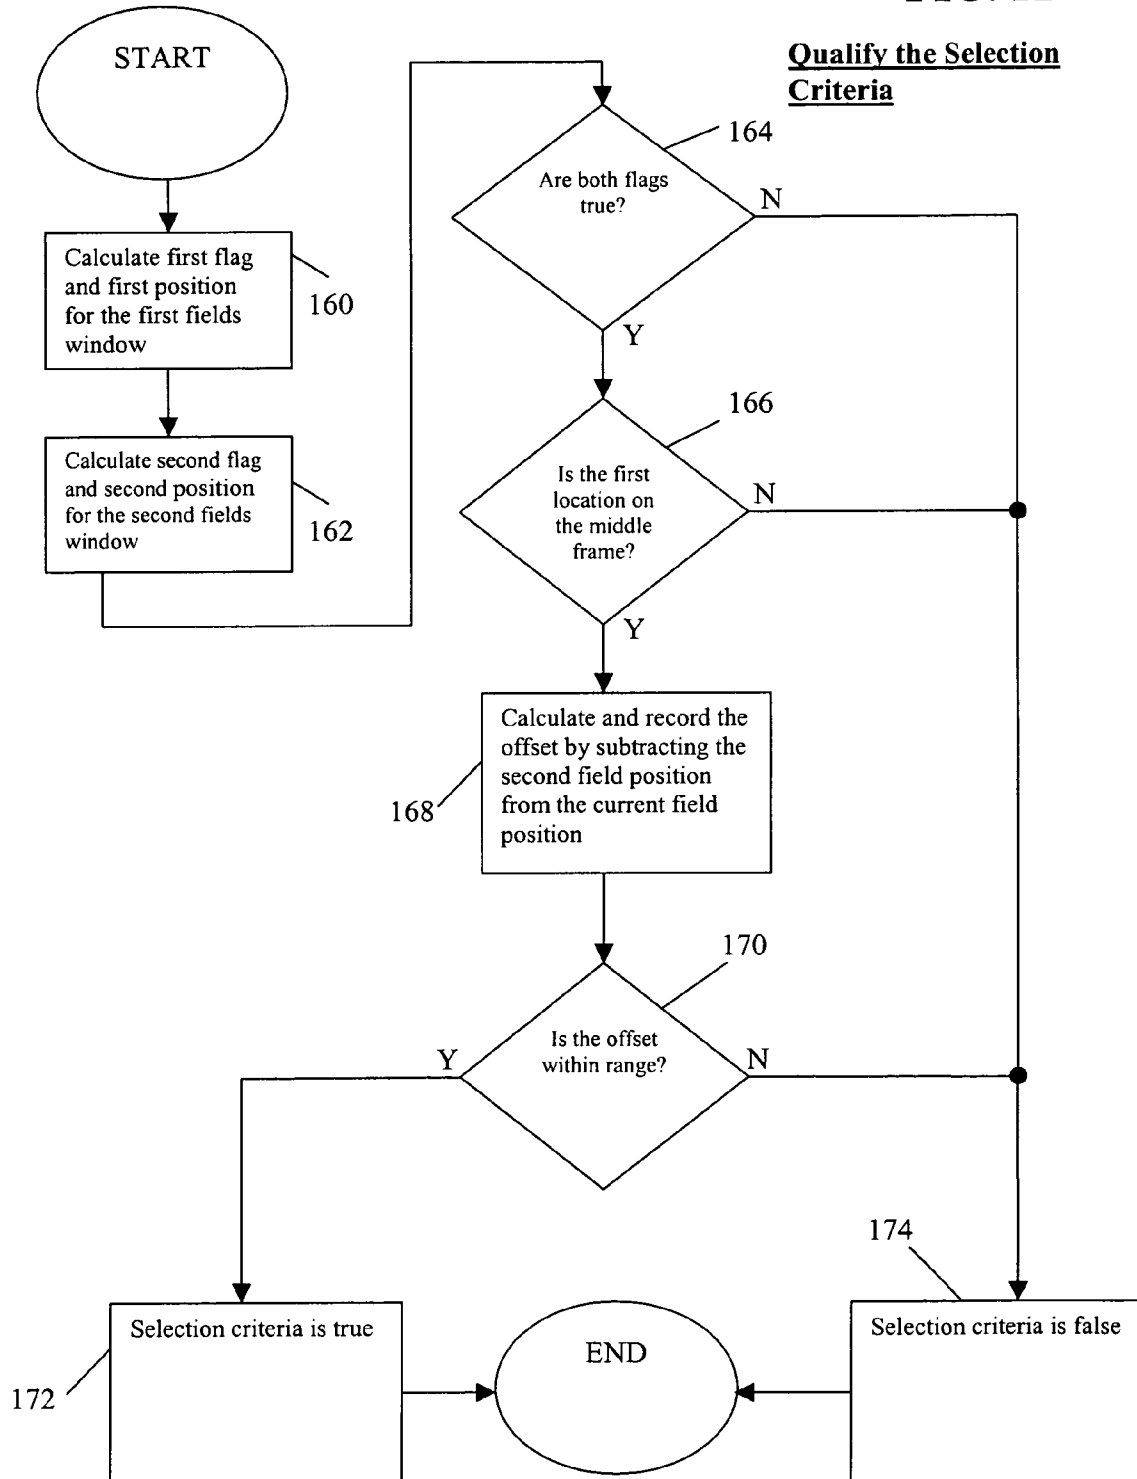 Qualify the Selection
Criteria
START
Calculate first flag
and first position
for the first fields
window
160
Calculate second flag
and second position
for the second fields
window
162
164
Are both flags
true?
N
Y
166
Is the first
location on
the middle
frame?
N
Y
Calculate and record the
offset by subtracting the
second field position
from the current field
position
168
170
Is the offset
within range?
Y
N
174
Selection criteria is true
172
END
Selection criteria is false